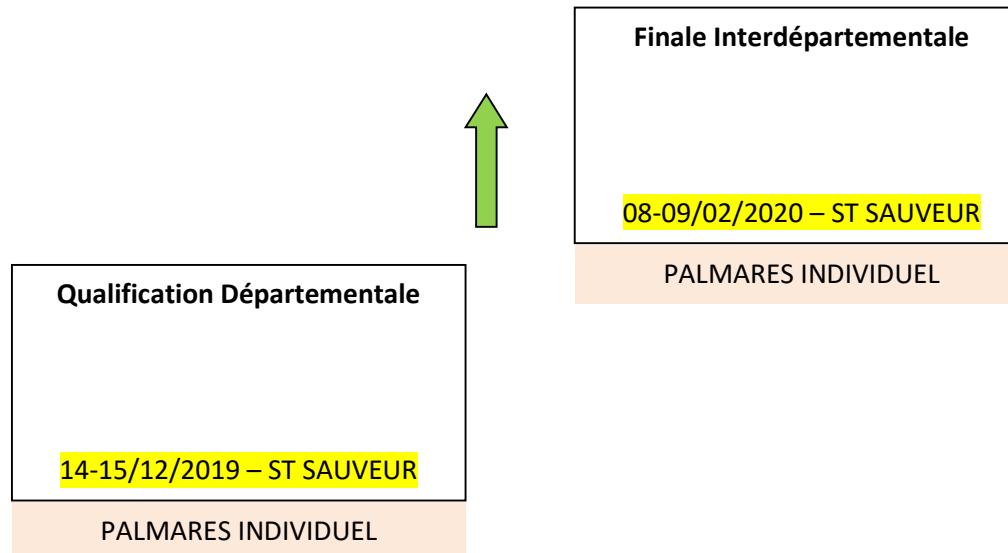 Finale Interdépartementale
08-09/02/2020 – ST SAUVEUR
PALMARES INDIVIDUEL
Qualification Départementale
14-15/12/2019 – ST SAUVEUR
PALMARES INDIVIDUEL